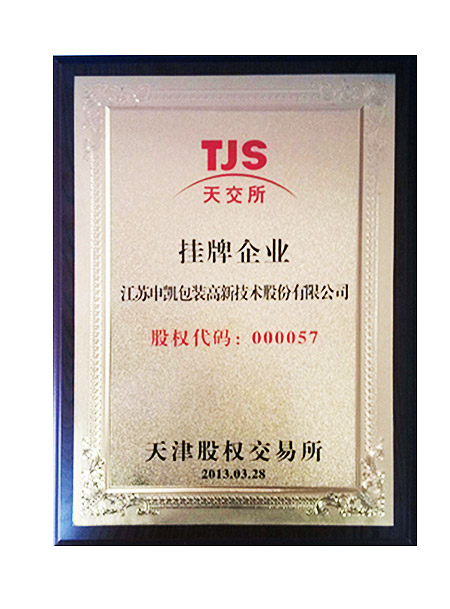 TJS
天交所
挂牌企业
江苏申凯包装高新技术股份有限公司
股权代码：000057
天津股权交易所
2013.03.28